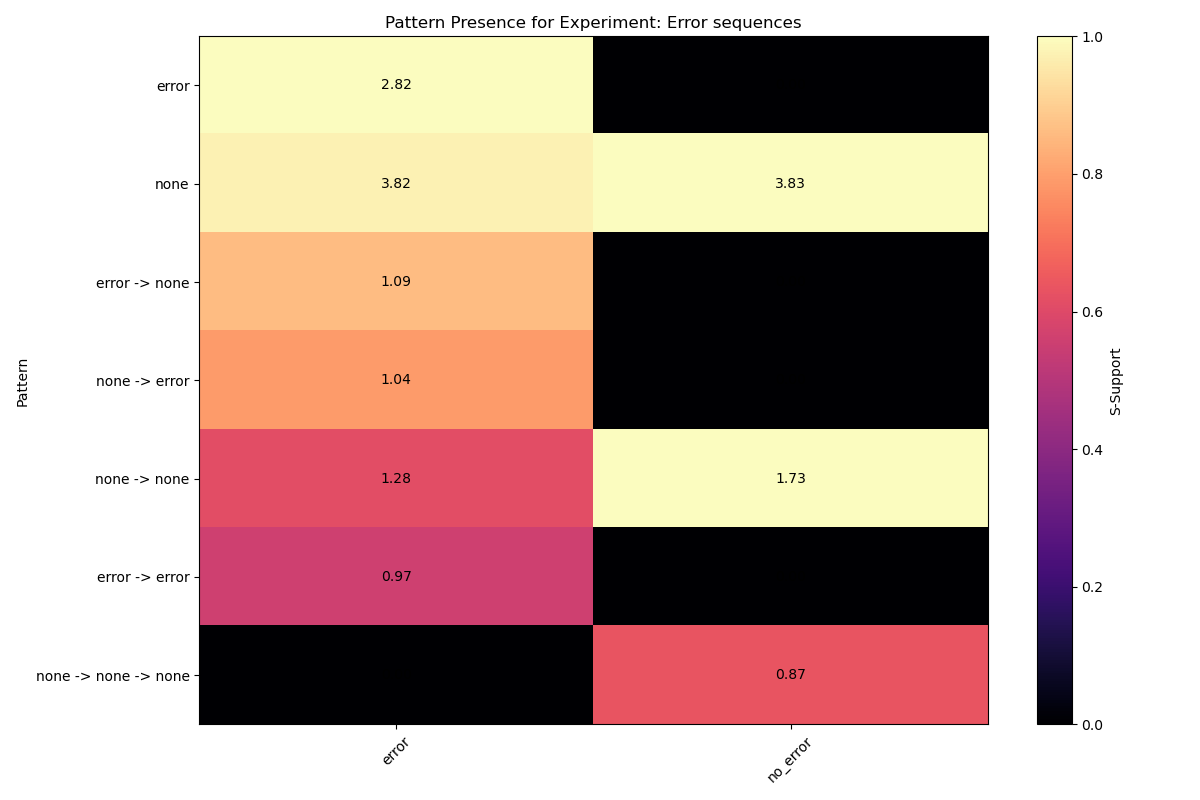 Pattern Presence for Experiment: Error sequences
Pattern
error
2.82
none
3.82
3.83
error -> none
1.09
none -> error
1.04
none -> none
1.28
1.73
error -> error
0.97
none -> none -> none
0.87
error
no_error
1.0
0.8
0.6
0.4
0.2
0.0
S-Support